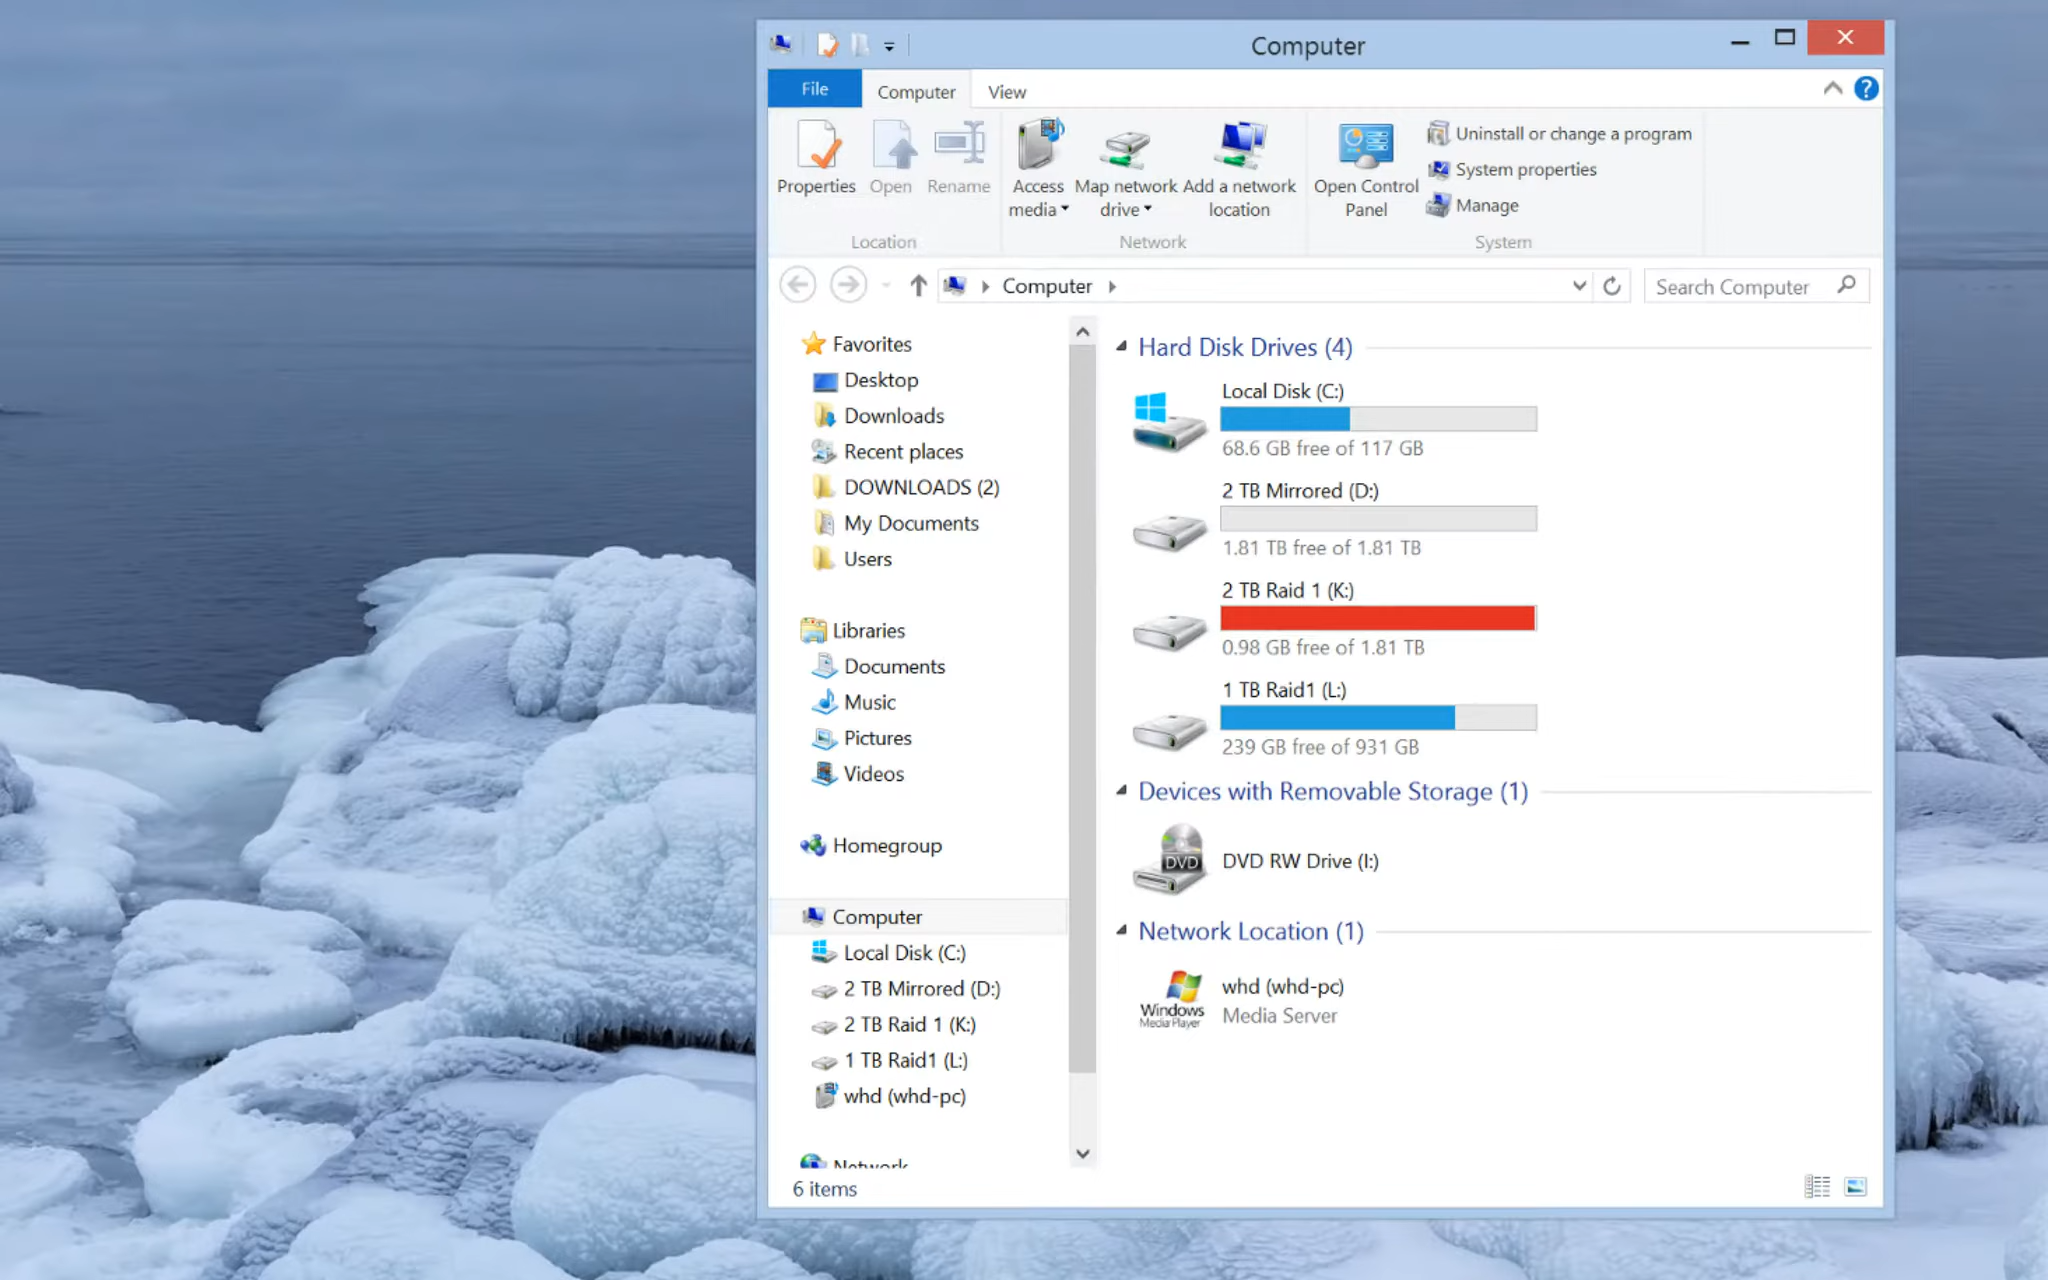 Computer
File
Computer
View
Properties
Open
Rename
Access
media
Map network
drive
Add a network
location
Open Control
Panel
Uninstall or change a program
System properties
Manage
Location
Network
System
Computer
Search Computer
Favorites
Desktop
Downloads
Recent places
DOWNLOADS (2)
My Documents
Users
Libraries
Documents
Music
Pictures
Videos
Homegroup
Computer
Local Disk (C:)
2 TB Mirrored (D:)
2 TB Raid 1 (K:)
1 TB Raid1 (L:)
whd (whd-pc)
Network
Hard Disk Drives (4)
Local Disk (C:)
68.6 GB free of 117 GB
2 TB Mirrored (D:)
1.81 TB free of 1.81 TB
2 TB Raid 1 (K:)
0.98 GB free of 1.81 TB
1 TB Raid1 (L:)
239 GB free of 931 GB
Devices with Removable Storage (1)
DVD
DVD RW Drive (I:)
Network Location (1)
Windows
Media Player
whd (whd-pc)
Media Server
6 items